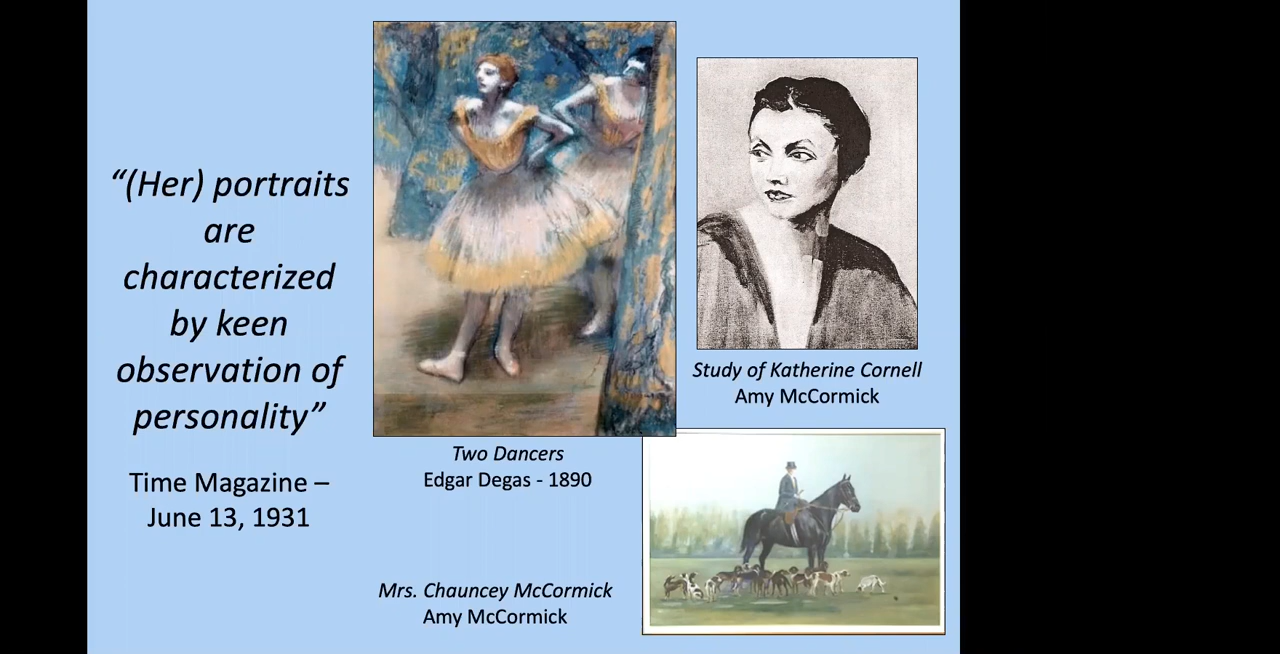 “(Her) portraits
are
characterized
by keen
observation of
personality”
Time Magazine –
June 13, 1931
Two Dancers
Edgar Degas - 1890
Study of Katherine Cornell
Amy McCormick
Mrs. Chauncey McCormick
Amy McCormick